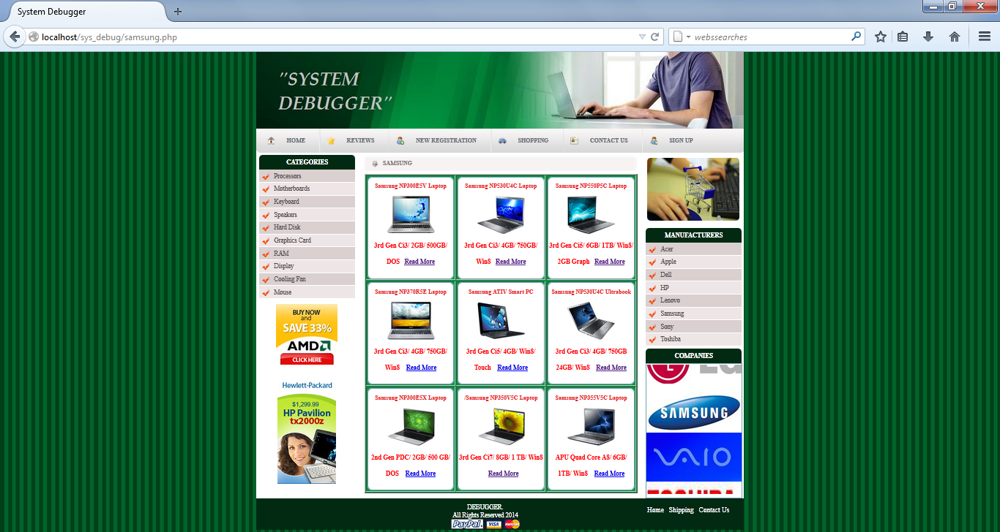 System Debugger
localhost/sys_debug/samsung.php
webssearches
"SYSTEM
DEBUGGER"
HOME
REVIEWS
NEW REGISTRATION
SHOPPING
CONTACT US
SIGN UP
CATEGORIES
Processors
Motherboards
Keyboard
Speakers
Hard Disk
Graphics Card
RAM
Display
Cooling Fan
Mouse
BUY NOW
and
SAVE 33%
AMD
CLICK HERE
Hewlett-Packard
$1,299.99
HP Pavilion
tx2000z
SAMSUNG
Samsung NP300E5V Laptop
3rd Gen Ci3/ 2GB/ 500GB/
DOS Read More
Samsung NP530U4C Laptop
3rd Gen Ci3/ 4GB/ 750GB/
Win8 Read More
Samsung NP550P5C Laptop
3rd Gen Ci5/ 6GB/ 1TB/ Win8/
2GB Graph Read More
Samsung NP370R5E Laptop
3rd Gen Ci3/ 4GB/ 750GB/
Win8 Read More
Samsung ATIV Smart PC
3rd Gen Ci5/ 4GB/ Win8/
Touch Read More
Samsung NP530U4C Ultrabook
3rd Gen Ci3/ 4GB/ 750GB
24GB/ Win8 Read More
Samsung NP300E5X Laptop
2nd Gen PDC/ 2GB/ 500 GB/
DOS Read More
/Samsung NP350V5C Laptop
3rd Gen Ci7/ 8GB/ 1 TB/ Win8
Read More
Samsung NP355V5C Laptop
APU Quad Core A8/ 6GB/
1TB/ Win8 Read More
MANUFACTURERS
Acer
Apple
Dell
HP
Lenovo
Samsung
Sony
Toshiba
COMPANIES
LG
SAMSUNG
VAIO
TOSHIBA
DEBUGGER.
All Rights Reserved 2014
PayPal VISA MasterCard
Home Shipping Contact Us